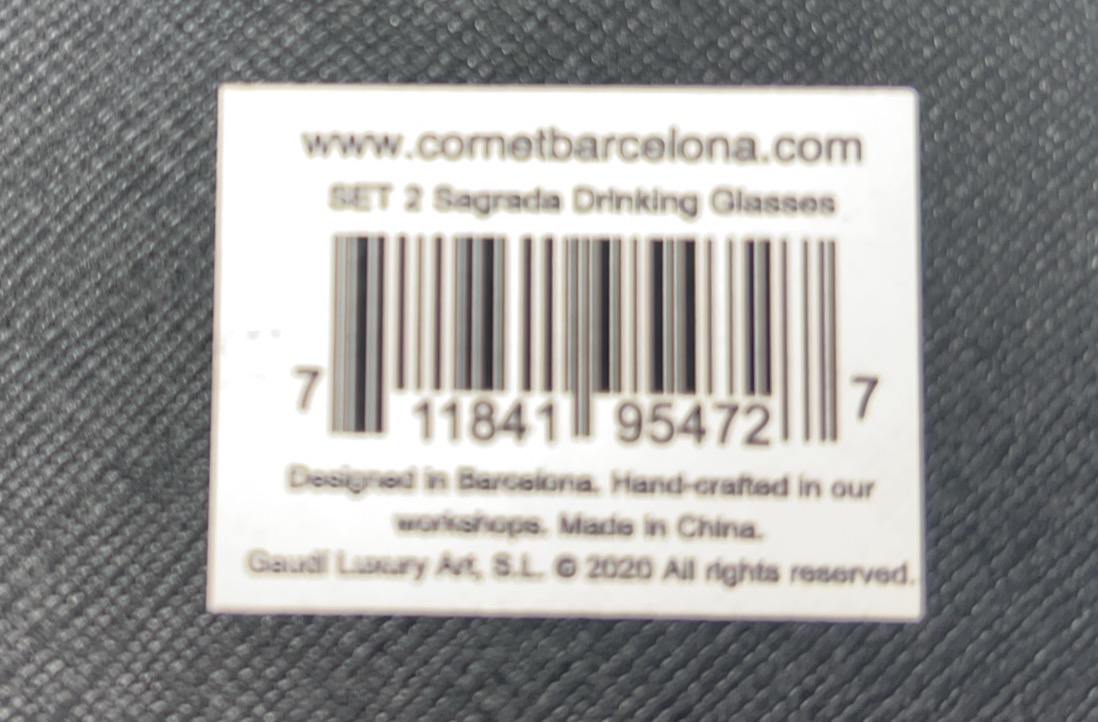 www.cornetbarcelona.com
SET 2 Sagrada Drinking Glasses
7 11841 95472 7
Designed in Barcelona. Hand-crafted in our
workshops. Made in China.
Gaudí Luxury Art, S.L. © 2020 All rights reserved.